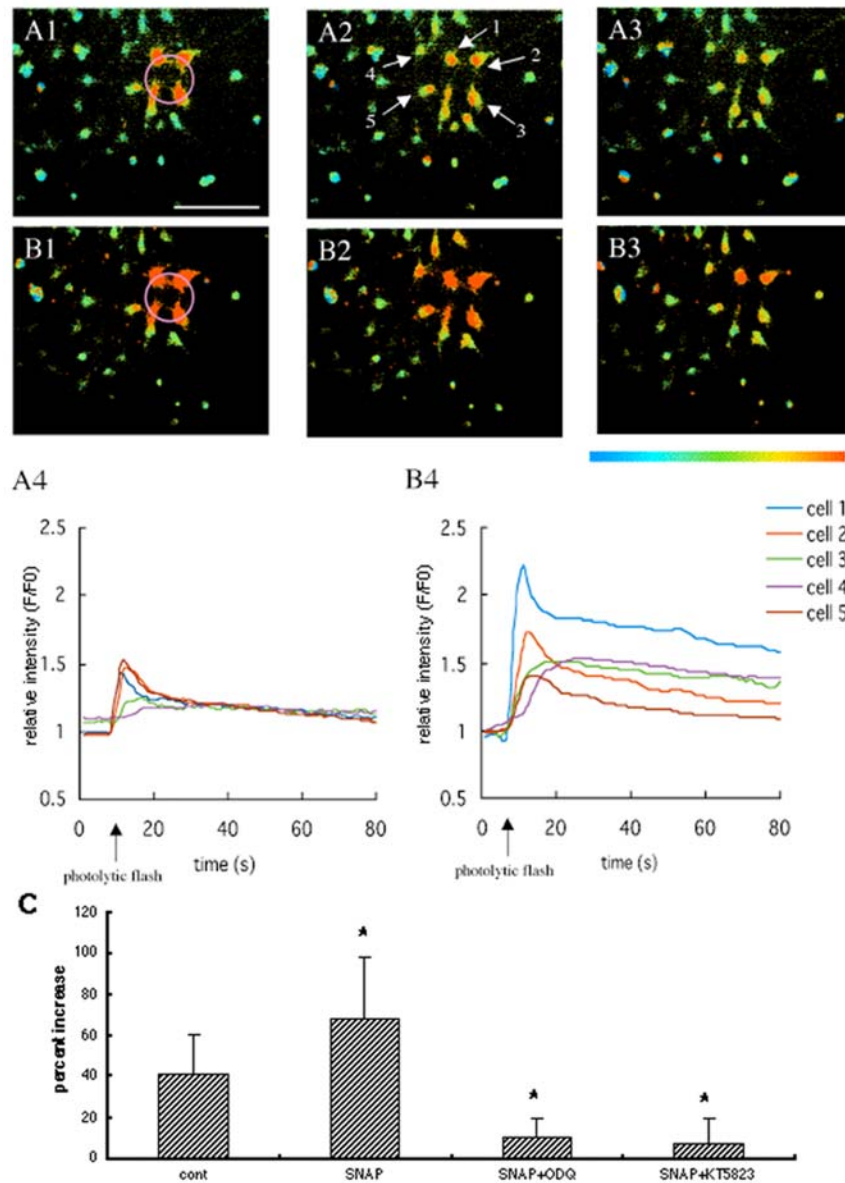 A1
A2
A3
1
2
3
4
5
B1
B2
B3
A4
B4
relative intensity (F/F0)
2.5
2
1.5
1
0.5
0
20
40
60
80
time (s)
photolytic flash
relative intensity (F/F0)
2.5
2
1.5
1
0.5
0
20
40
60
80
time (s)
photolytic flash
cell 1
cell 2
cell 3
cell 4
cell 5
C
percent increase
120
100
80
60
40
20
0
*
*
*
cont
SNAP
SNAP+ODQ
SNAP+KT5823